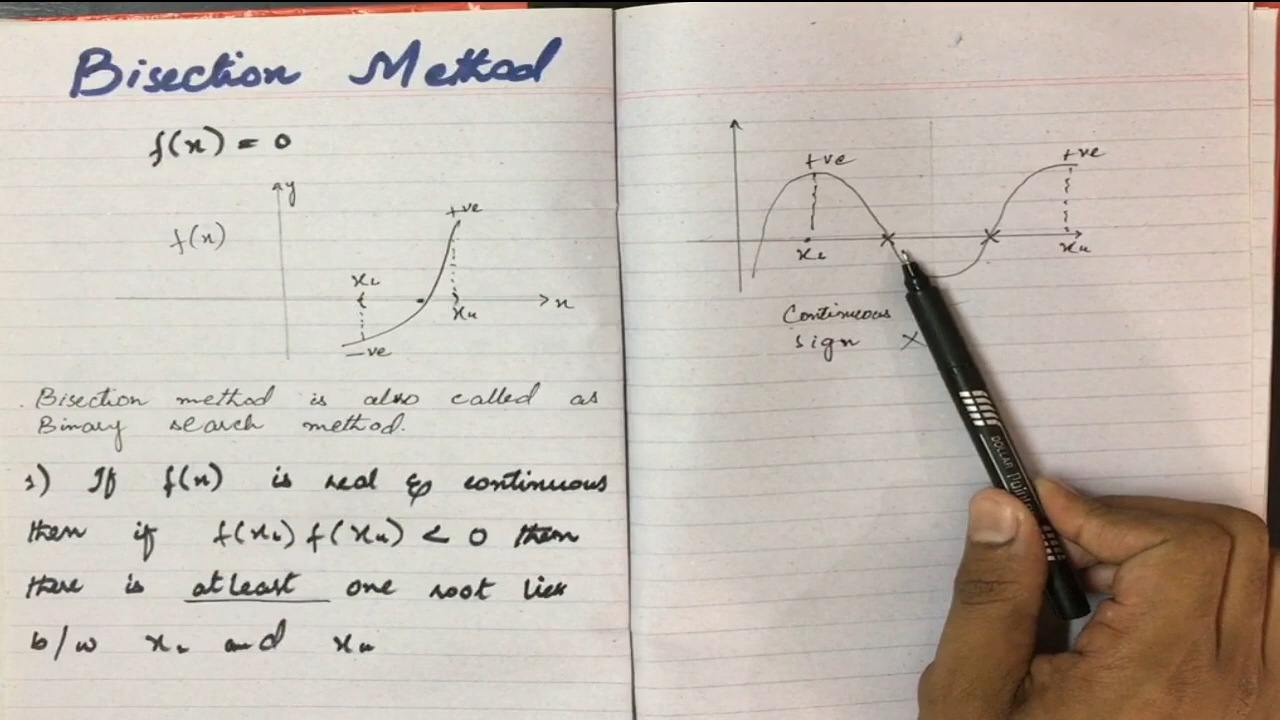 Bisection Method
f(x) = 0
y
f(x)
+ve
xL
xu
x
-ve
Bisection method is also called as
Binary search method.
1) If f(x) is real & continuous
then if f(xL) f(xu) < 0 then
there is atleast one root lies
b/w xL and xu
+ve
+ve
xL
xu
Continuous
sign ×
DOLLAR Pointer